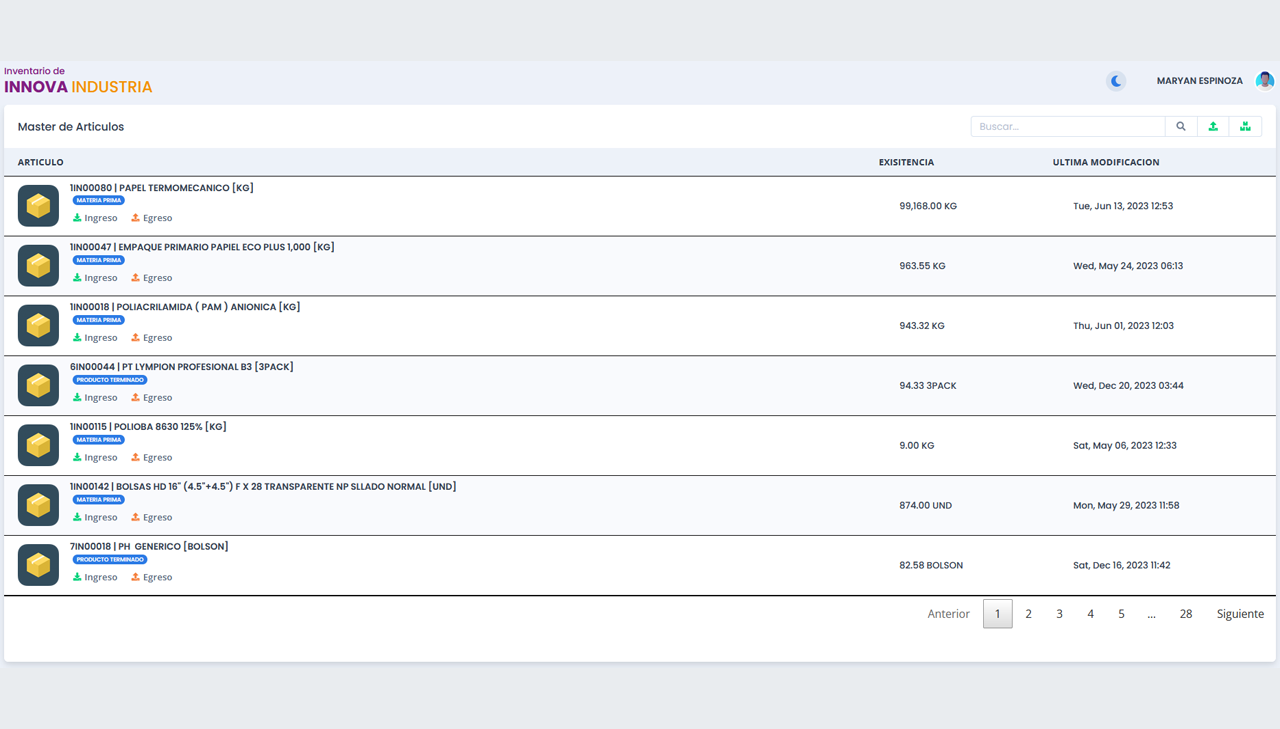 Inventario de
INNOVA INDUSTRIA
MARYAN ESPINOZA
Master de Articulos
Buscar...
ARTICULO EXISITENCIA ULTIMA MODIFICACION
1IN00080 | PAPEL TERMOMECANICO [KG]
MATERIA PRIMA
99,168.00 KG Tue, Jun 13, 2023 12:53
Ingreso Egreso
1IN00047 | EMPAQUE PRIMARIO PAPIEL ECO PLUS 1,000 [KG]
MATERIA PRIMA
963.55 KG Wed, May 24, 2023 06:13
Ingreso Egreso
1IN00018 | POLIACRILAMIDA ( PAM ) ANIONICA [KG]
MATERIA PRIMA
943.32 KG Thu, Jun 01, 2023 12:03
Ingreso Egreso
6IN00044 | PT LYMPION PROFESIONAL B3 [3PACK]
PRODUCTO TERMINADO
94.33 3PACK Wed, Dec 20, 2023 03:44
Ingreso Egreso
1IN00115 | POLIOBA 8630 125% [KG]
MATERIA PRIMA
9.00 KG Sat, May 06, 2023 12:33
Ingreso Egreso
1IN00142 | BOLSAS HD 16" (4.5"+4.5") F X 28 TRANSPARENTE NP SLLADO NORMAL [UND]
MATERIA PRIMA
874.00 UND Mon, May 29, 2023 11:58
Ingreso Egreso
7IN00018 | PH GENERICO [BOLSON]
PRODUCTO TERMINADO
82.58 BOLSON Sat, Dec 16, 2023 11:42
Ingreso Egreso
Anterior 1 2 3 4 5 ... 28 Siguiente